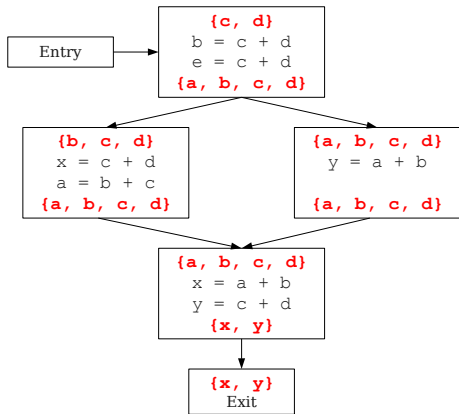 Entry
{c, d}
b = c + d
e = c + d
{a, b, c, d}
{b, c, d}
x = c + d
a = b + c
{a, b, c, d}
{a, b, c, d}
y = a + b
{a, b, c, d}
{a, b, c, d}
x = a + b
y = c + d
{x, y}
{x, y}
Exit